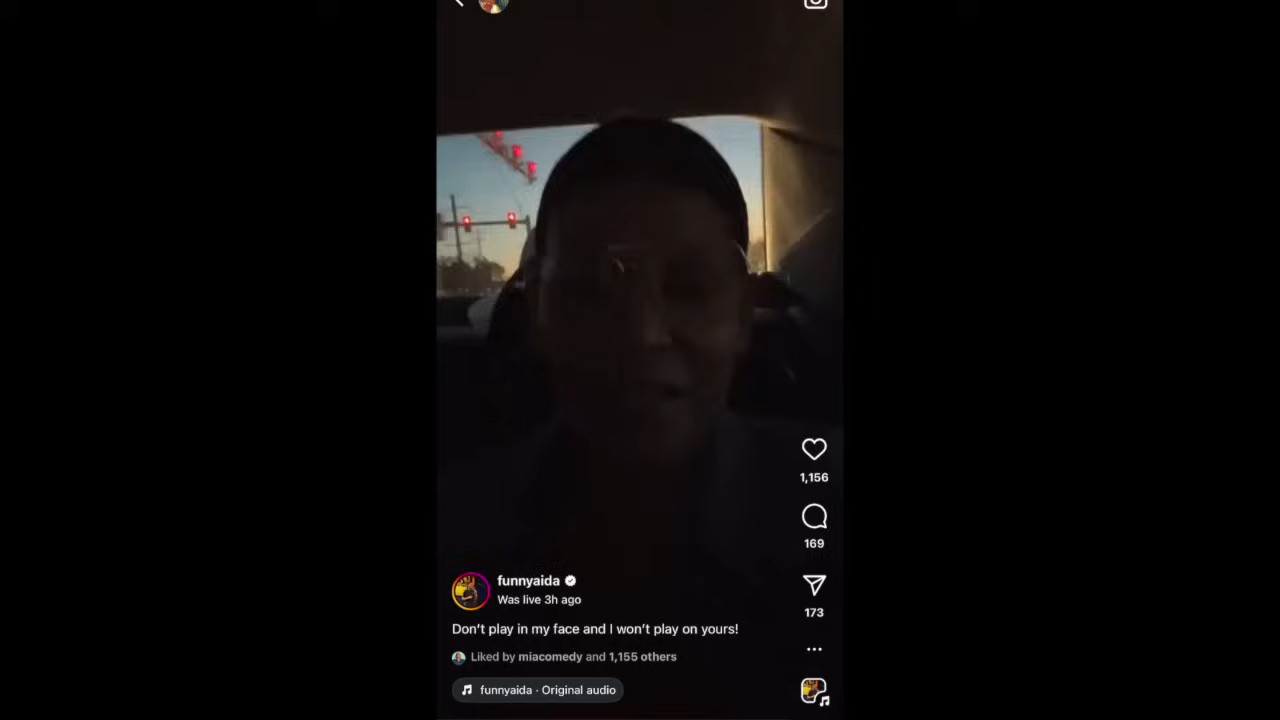 1,156
169
173
funnyaida
Was live 3h ago
Don't play in my face and I won't play on yours!
Liked by miacomedy and 1,155 others
funnyaida · Original audio